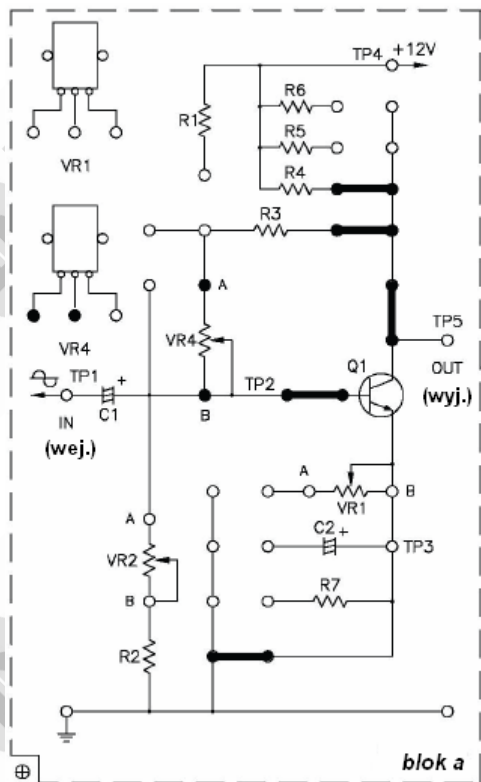 TP4 +12V
R6
R1
R5
VR1
R4
R3
A
VR4
TP5
VR4
Q1
TP1
TP2
OUT
+
(wyj.)
IN
C1
B
(wej.)
A
B
VR1
A
C2 +
TP3
VR2
R7
B
R2
blok a